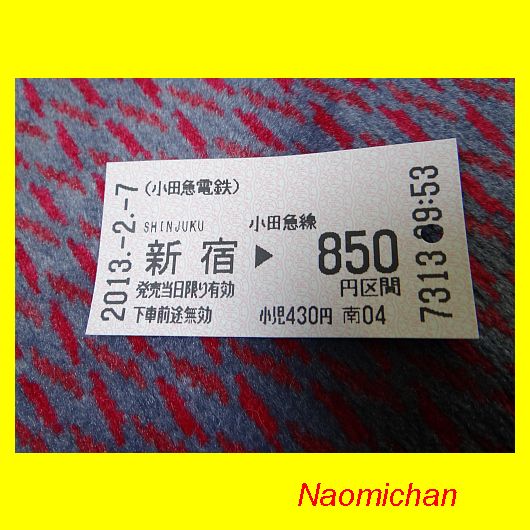 2013.-2.-7
(小田急電鉄)
SHINJUKU
小田急線
新宿▶850
発売当日限り有効
円区間
下車前途無効
小児430円 南04
7313 09:53
Naomichan